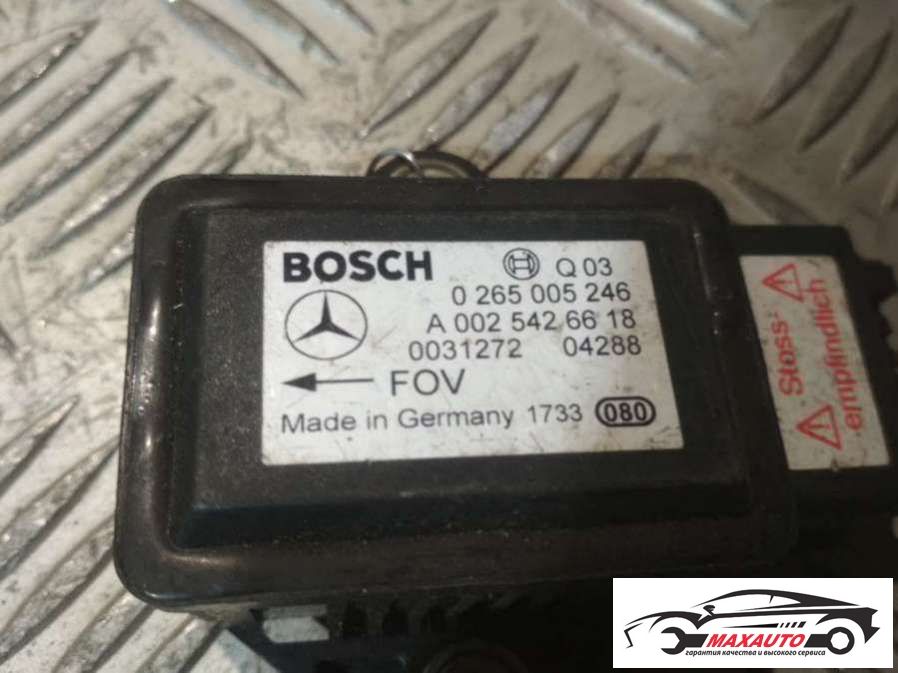 BOSCH Q 03
0 265 005 246
A 002 542 66 18
0031272 04288
FOV
Made in Germany 1733 080
Stoss-
empfindlich
MAXAUTO
гарантия качества и высокого сервиса